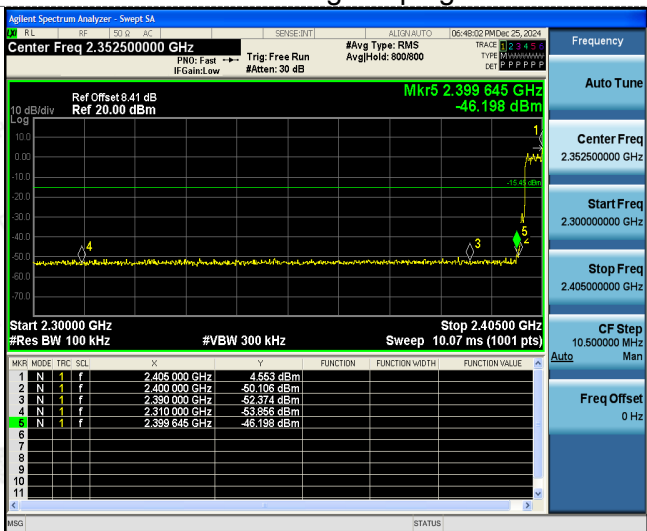 Agilent Spectrum Analyzer - Swept SA
LXI RL RF 50 Ω AC SENSE:INT ALIGN AUTO 06:48:02 PM Dec 25, 2024
Center Freq 2.352500000 GHz
PNO: Fast
IFGain:Low
Trig: Free Run
#Atten: 30 dB
#Avg Type: RMS
Avg|Hold: 800/800
TRACE 1 2 3 4 5 6
TYPE M
DET P P P P P P
Ref Offset 8.41 dB
Ref 20.00 dBm
10 dB/div
Log
Mkr5 2.399 645 GHz
-46.198 dBm
10.0
0.00
-10.0
-20.0
-30.0
-40.0
-50.0
-60.0
-70.0
1
-15.45 dBm
4
3
5
2
Start 2.30000 GHz
Stop 2.40500 GHz
#Res BW 100 kHz
#VBW 300 kHz
Sweep 10.07 ms (1001 pts)
MKR MODE TRC SCL X Y FUNCTION FUNCTION WIDTH FUNCTION VALUE
1 N 1 f 2.405 000 GHz 4.553 dBm
2 N 1 f 2.400 000 GHz -50.106 dBm
3 N 1 f 2.390 000 GHz -52.374 dBm
4 N 1 f 2.310 000 GHz -53.856 dBm
5 N 1 f 2.399 645 GHz -46.198 dBm
6
7
8
9
10
11
MSG
STATUS
Frequency
Auto Tune
Center Freq
2.352500000 GHz
Start Freq
2.300000000 GHz
Stop Freq
2.405000000 GHz
CF Step
10.500000 MHz
Auto Man
Freq Offset
0 Hz